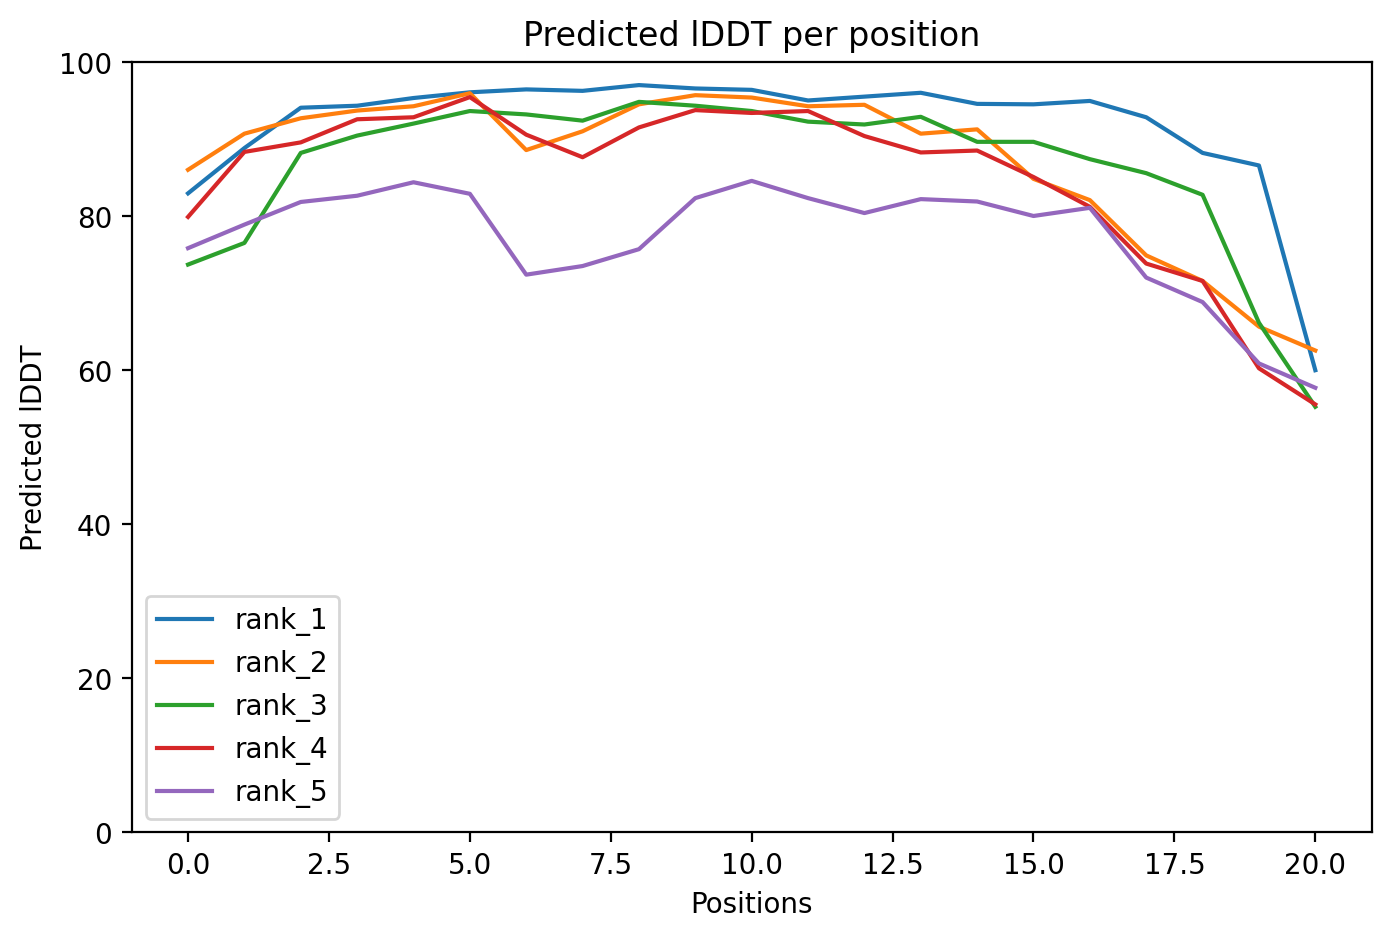 Predicted lDDT per position
100
80
60
40
20
0
Predicted lDDT
rank_1
rank_2
rank_3
rank_4
rank_5
0.0 2.5 5.0 7.5 10.0 12.5 15.0 17.5 20.0
Positions